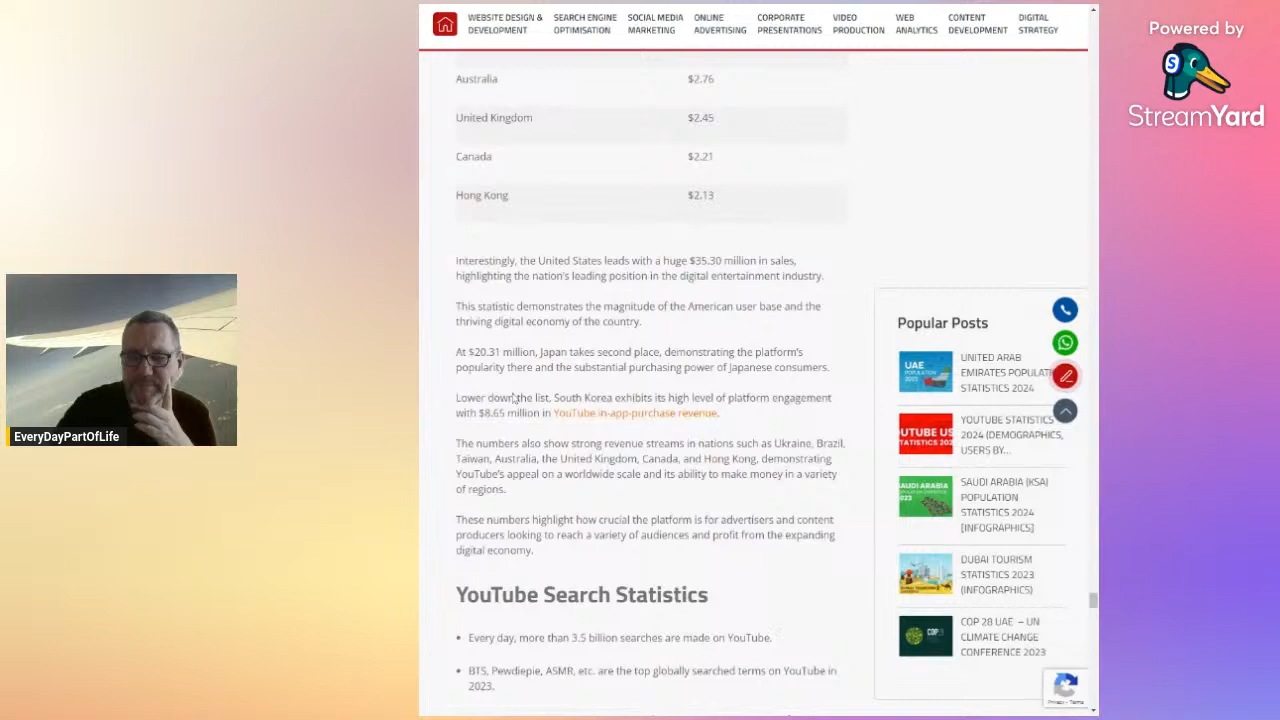 WEBSITE DESIGN &
DEVELOPMENT
SEARCH ENGINE
OPTIMISATION
SOCIAL MEDIA
MARKETING
ONLINE
ADVERTISING
CORPORATE
PRESENTATIONS
VIDEO
PRODUCTION
WEB
ANALYTICS
CONTENT
DEVELOPMENT
DIGITAL
STRATEGY
Powered by
S
StreamYard
Australia $2.76
United Kingdom $2.45
Canada $2.21
Hong Kong $2.13
Interestingly, the United States leads with a huge $35.30 million in sales,
highlighting the nation's leading position in the digital entertainment industry.
This statistic demonstrates the magnitude of the American user base and the
thriving digital economy of the country.
At $20.31 million, Japan takes second place, demonstrating the platform's
popularity there and the substantial purchasing power of Japanese consumers.
Lower down the list, South Korea exhibits its high level of platform engagement
with $8.65 million in YouTube in-app-purchase revenue.
The numbers also show strong revenue streams in nations such as Ukraine, Brazil,
Taiwan, Australia, the United Kingdom, Canada, and Hong Kong, demonstrating
YouTube's appeal on a worldwide scale and its ability to make money in a variety
of regions.
These numbers highlight how crucial the platform is for advertisers and content
producers looking to reach a variety of audiences and profit from the expanding
digital economy.
YouTube Search Statistics
• Every day, more than 3.5 billion searches are made on YouTube.
• BTS, Pewdiepie, ASMR, etc. are the top globally searched terms on YouTube in
2023.
Popular Posts
UAE
POPULATION
2023
UNITED ARAB
EMIRATES POPULATI
STATISTICS 2024
OUTUBE US
TATISTICS 202
YOUTUBE STATISTICS
2024 (DEMOGRAPHICS,
USERS BY...
SAUDI ARABIA
2023
SAUDI ARABIA (KSA)
POPULATION
STATISTICS 2024
[INFOGRAPHICS]
DUBAI TOURISM
STATISTICS 2023
(INFOGRAPHICS)
COP28
COP 28 UAE – UN
CLIMATE CHANGE
CONFERENCE 2023
Privacy - Terms
EveryDayPartOfLife